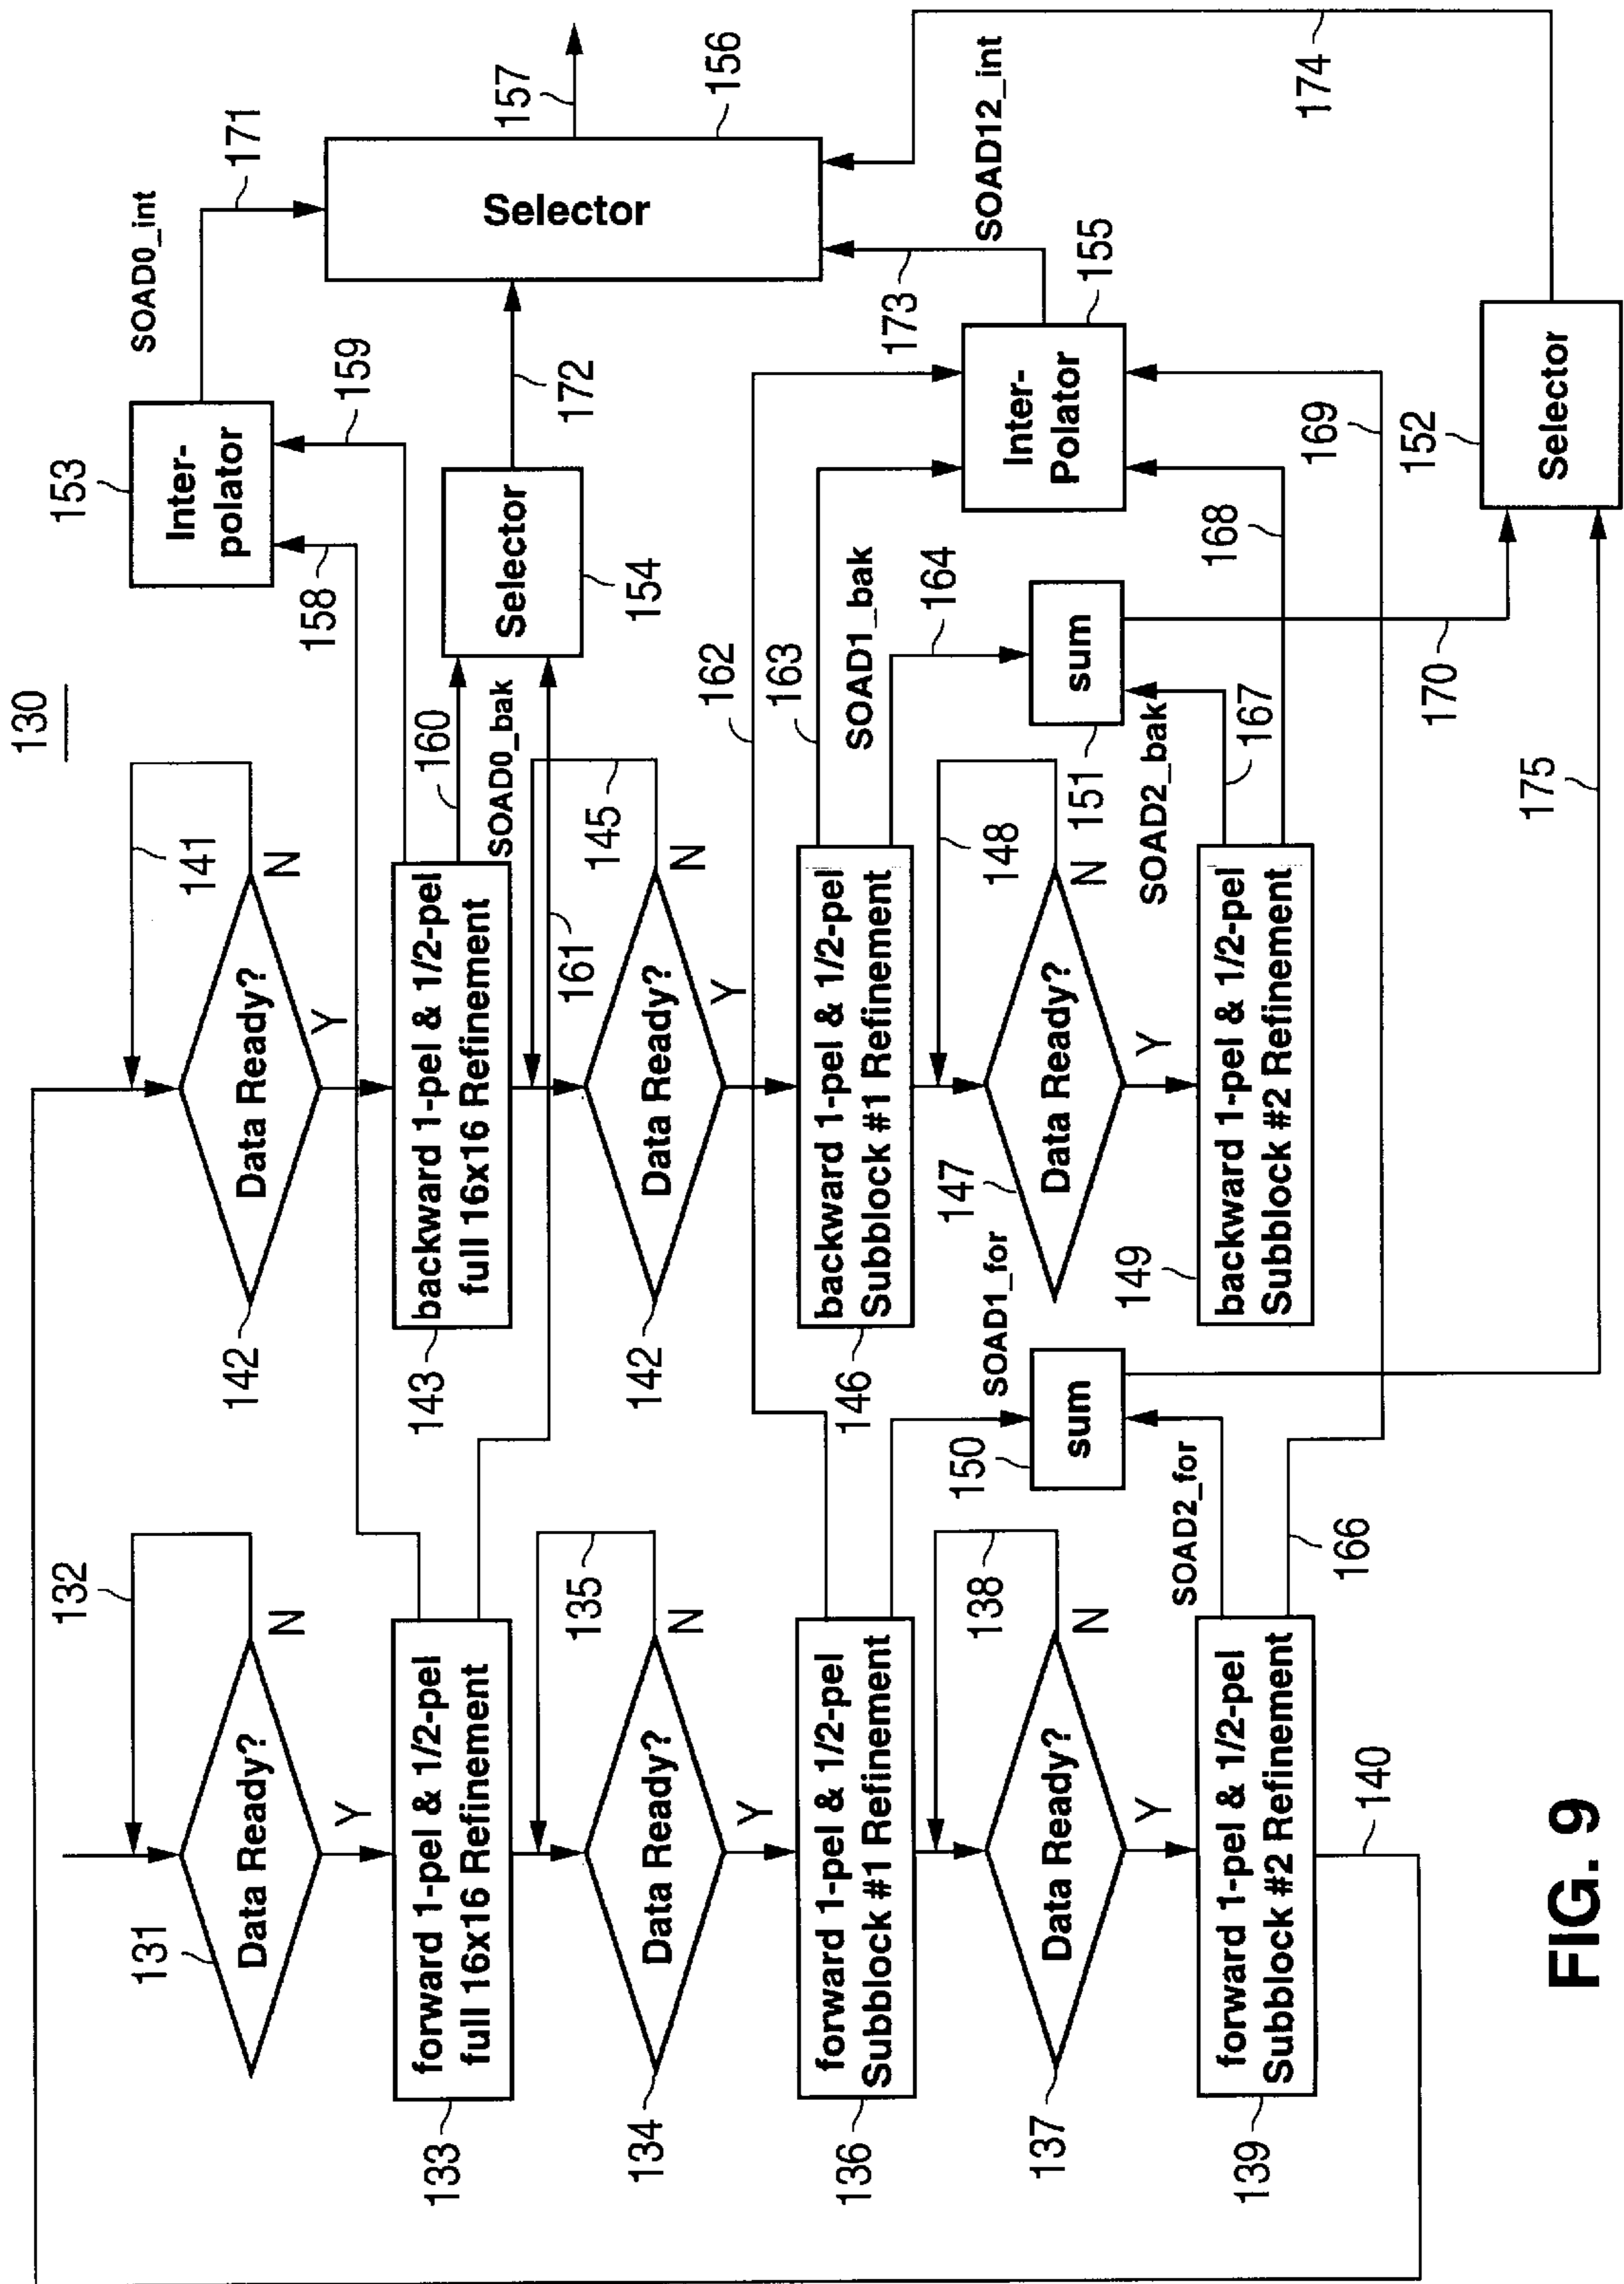 130
132
131
Data Ready?
N
Y
133
forward 1-pel & 1/2-pel
full 16x16 Refinement
135
134
Data Ready?
N
Y
136
forward 1-pel & 1/2-pel
Subblock #1 Refinement
138
137
Data Ready?
N
Y
139
forward 1-pel & 1/2-pel
Subblock #2 Refinement
140
166
SOAD1_for
150
sum
SOAD2_for
141
142
Data Ready?
N
Y
143
backward 1-pel & 1/2-pel
full 16x16 Refinement
160
SOAD0_bak
161
145
142
Data Ready?
N
Y
162
163
146
backward 1-pel & 1/2-pel
Subblock #1 Refinement
SOAD1_bak
164
148
147
Data Ready?
N
Y
151
sum
SOAD2_bak
167
149
backward 1-pel & 1/2-pel
Subblock #2 Refinement
168
169
170
175
153
Inter-
polator
158
159
SOAD0_int
171
Selector
154
172
Inter-
Polator
155
173
SOAD12_int
152
Selector
174
Selector
156
157
FIG. 9